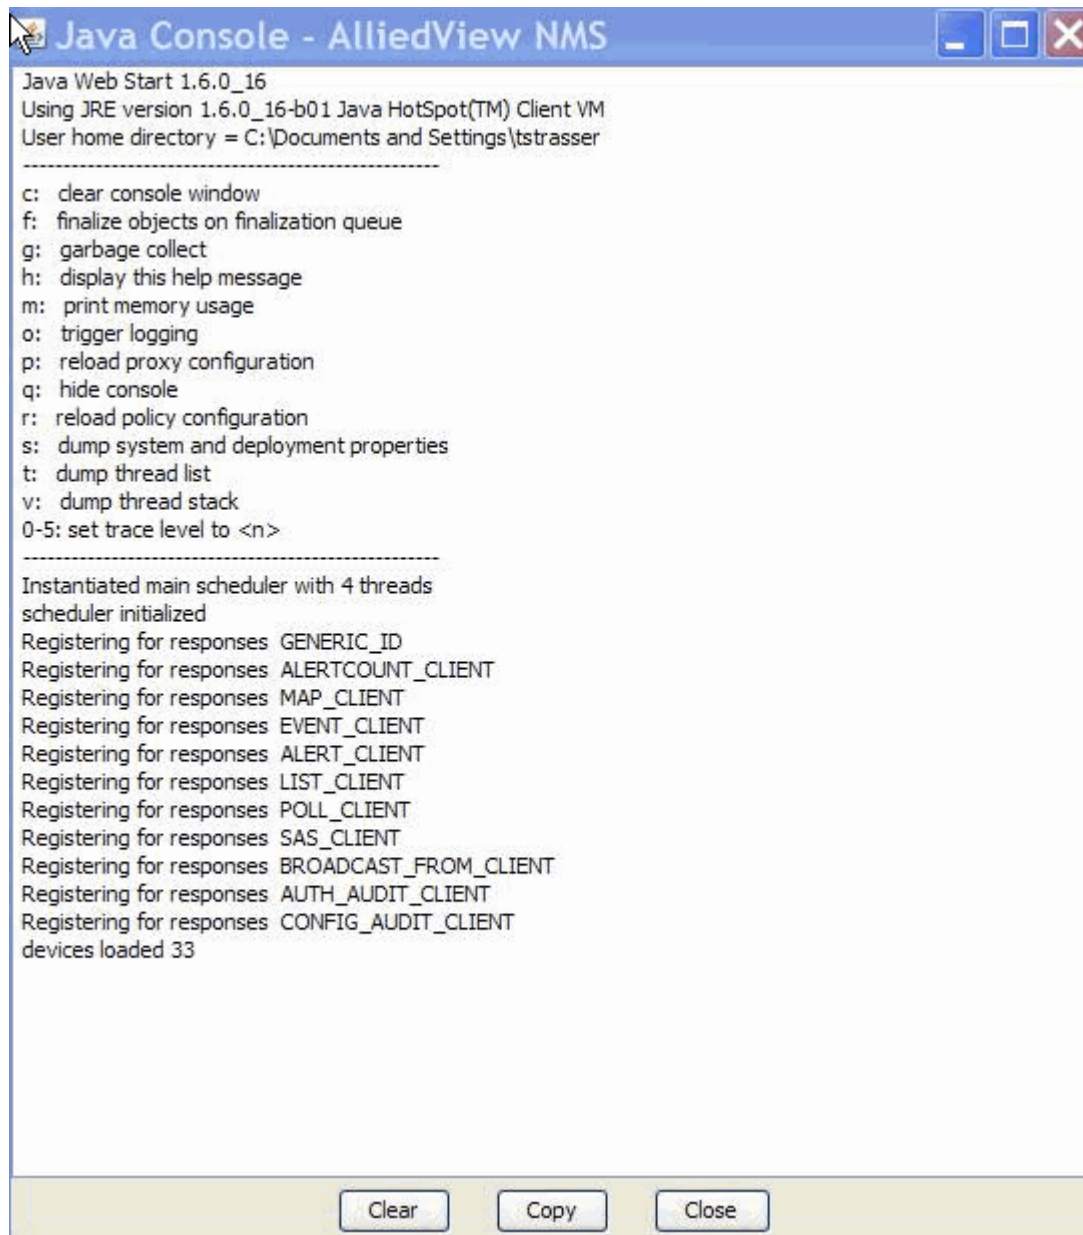 Java Console - AlliedView NMS
Java Web Start 1.6.0_16
Using JRE version 1.6.0_16-b01 Java HotSpot(TM) Client VM
User home directory = C:\Documents and Settings\tstrasser
----------------------------------------------------
c:   clear console window
f:   finalize objects on finalization queue
g:   garbage collect
h:   display this help message
m:   print memory usage
o:   trigger logging
p:   reload proxy configuration
q:   hide console
r:   reload policy configuration
s:   dump system and deployment properties
t:   dump thread list
v:   dump thread stack
0-5: set trace level to <n>
----------------------------------------------------
Instantiated main scheduler with 4 threads
scheduler initialized
Registering for responses  GENERIC_ID
Registering for responses  ALERTCOUNT_CLIENT
Registering for responses  MAP_CLIENT
Registering for responses  EVENT_CLIENT
Registering for responses  ALERT_CLIENT
Registering for responses  LIST_CLIENT
Registering for responses  POLL_CLIENT
Registering for responses  SAS_CLIENT
Registering for responses  BROADCAST_FROM_CLIENT
Registering for responses  AUTH_AUDIT_CLIENT
Registering for responses  CONFIG_AUDIT_CLIENT
devices loaded 33
Clear Copy Close